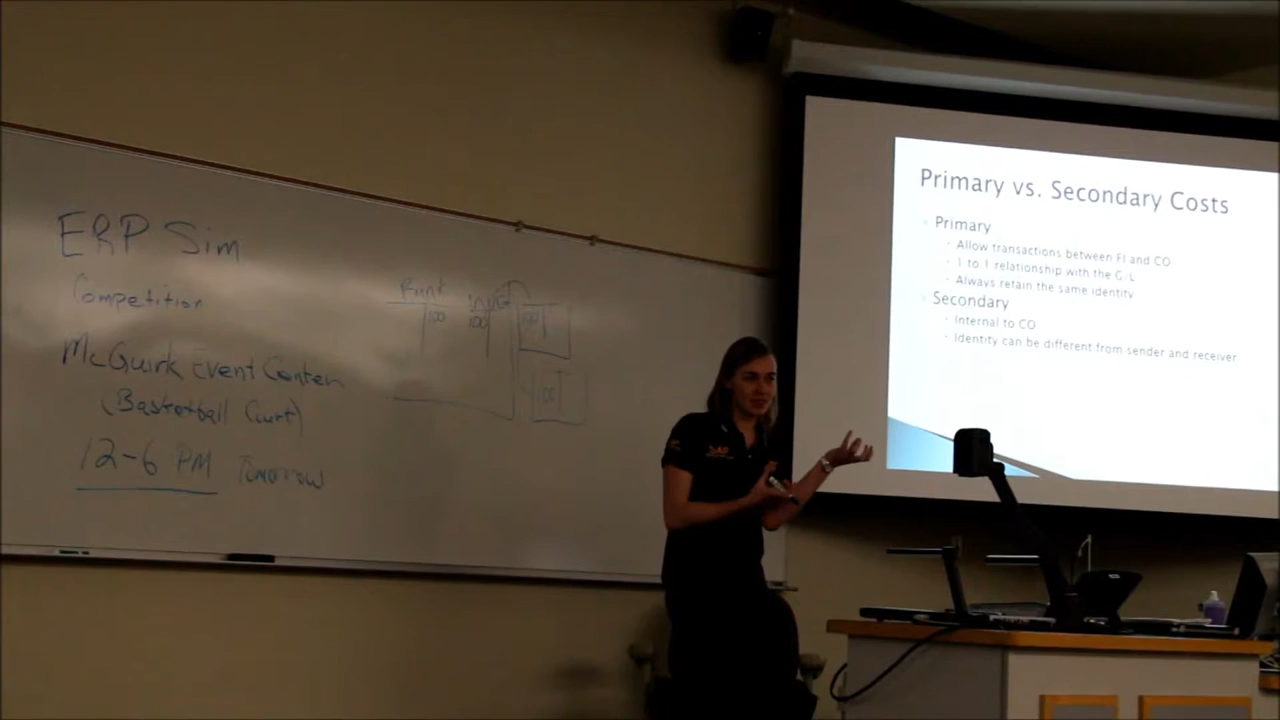 ERP Sim
Competition
McGuirk Event Center
(Basketball Court)
12-6 PM Tomorrow
100
100
100
100
Primary vs. Secondary Costs
Primary
Allow transactions between FI and CO
1 to 1 relationship with the G/L
Always retain the same identity
Secondary
Internal to CO
Identity can be different from sender and receiver